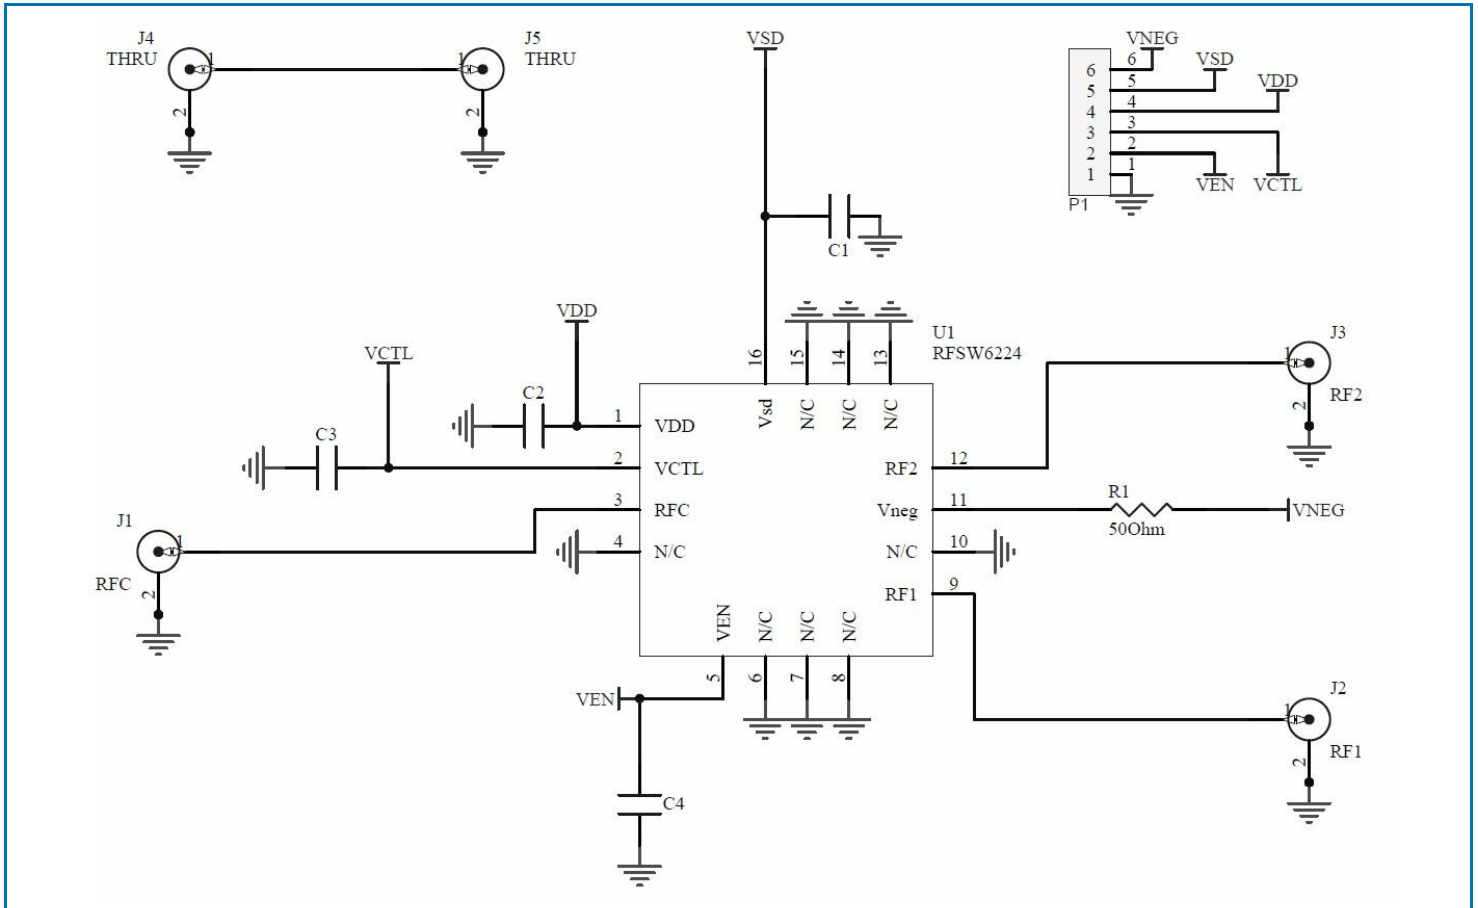 J4
THRU
1
2
J5
THRU
1
2
VSD
VNEG
VSD
VDD
6 6
5 5
4 4
3 3
2 2
1 1
VEN VCTL
P1
C1
VDD
VCTL
C2
C3
U1
RFSW6224
16 15 14 13
Vsd N/C N/C N/C
1 VDD
2 VCTL
3 RFC
4 N/C
RF2 12
Vneg 11
N/C 10
RF1 9
VEN N/C N/C N/C
5 6 7 8
J3
1
RF2
2
R1
50Ohm
VNEG
J1
1
RFC
2
VEN
C4
J2
1
RF1
2